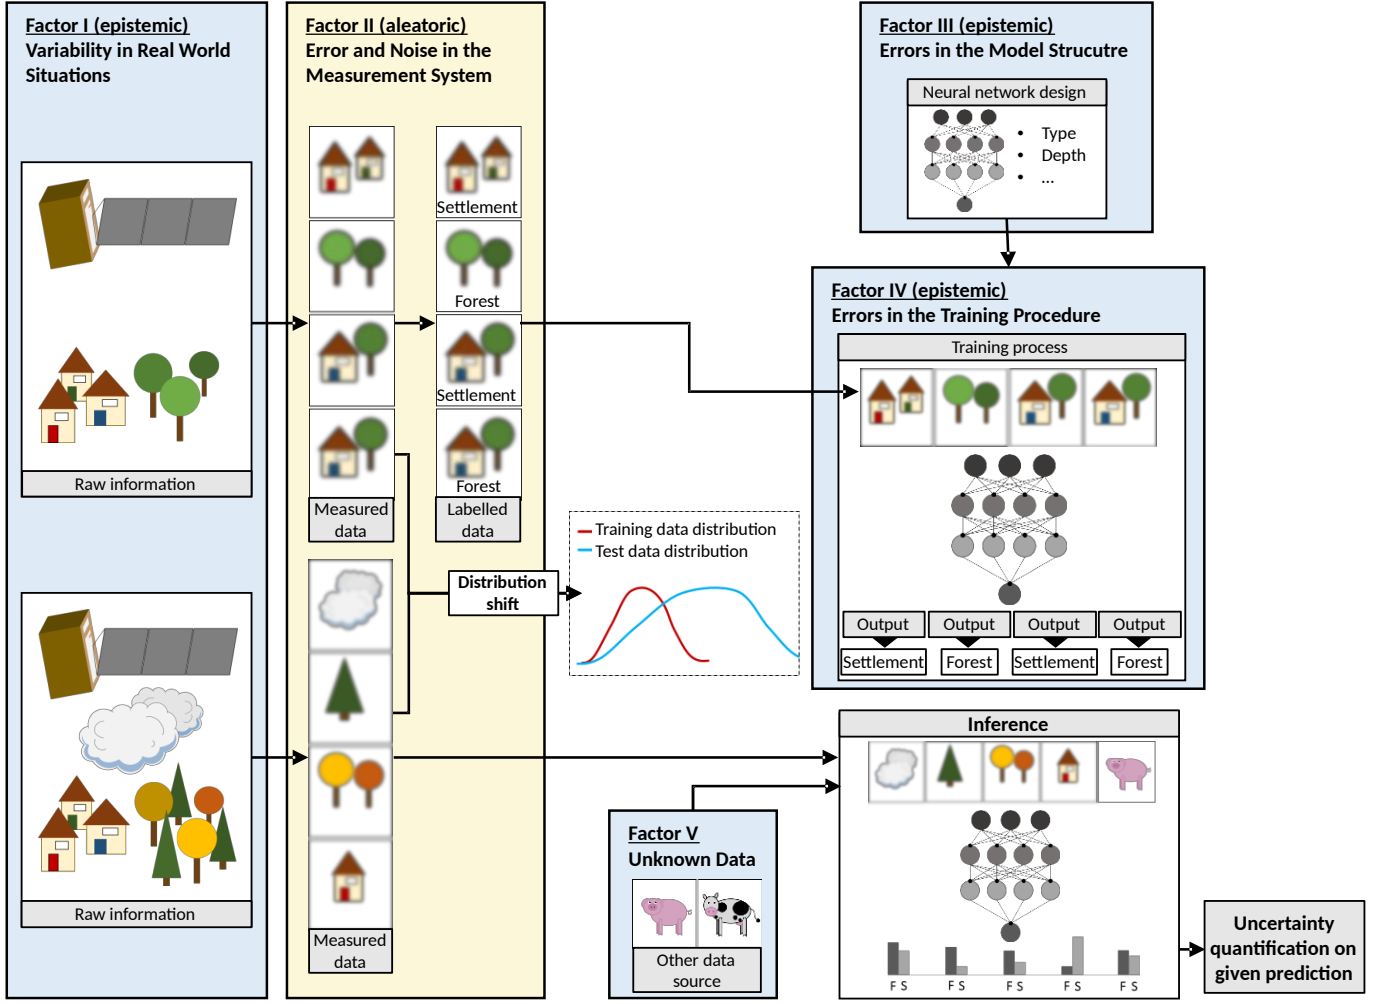 Factor I (epistemic)
Variability in Real World
Situations
Raw information
Raw information
Factor II (aleatoric)
Error and Noise in the
Measurement System
Settlement
Forest
Settlement
Forest
Measured
data
Labelled
data
Distribution
shift
Measured
data
Training data distribution
Test data distribution
Factor III (epistemic)
Errors in the Model Strucutre
Neural network design
• Type
• Depth
• ...
Factor IV (epistemic)
Errors in the Training Procedure
Training process
Output Output Output Output
Settlement Forest Settlement Forest
Factor V
Unknown Data
Other data
source
Inference
F S F S F S F S F S
Uncertainty
quantification on
given prediction